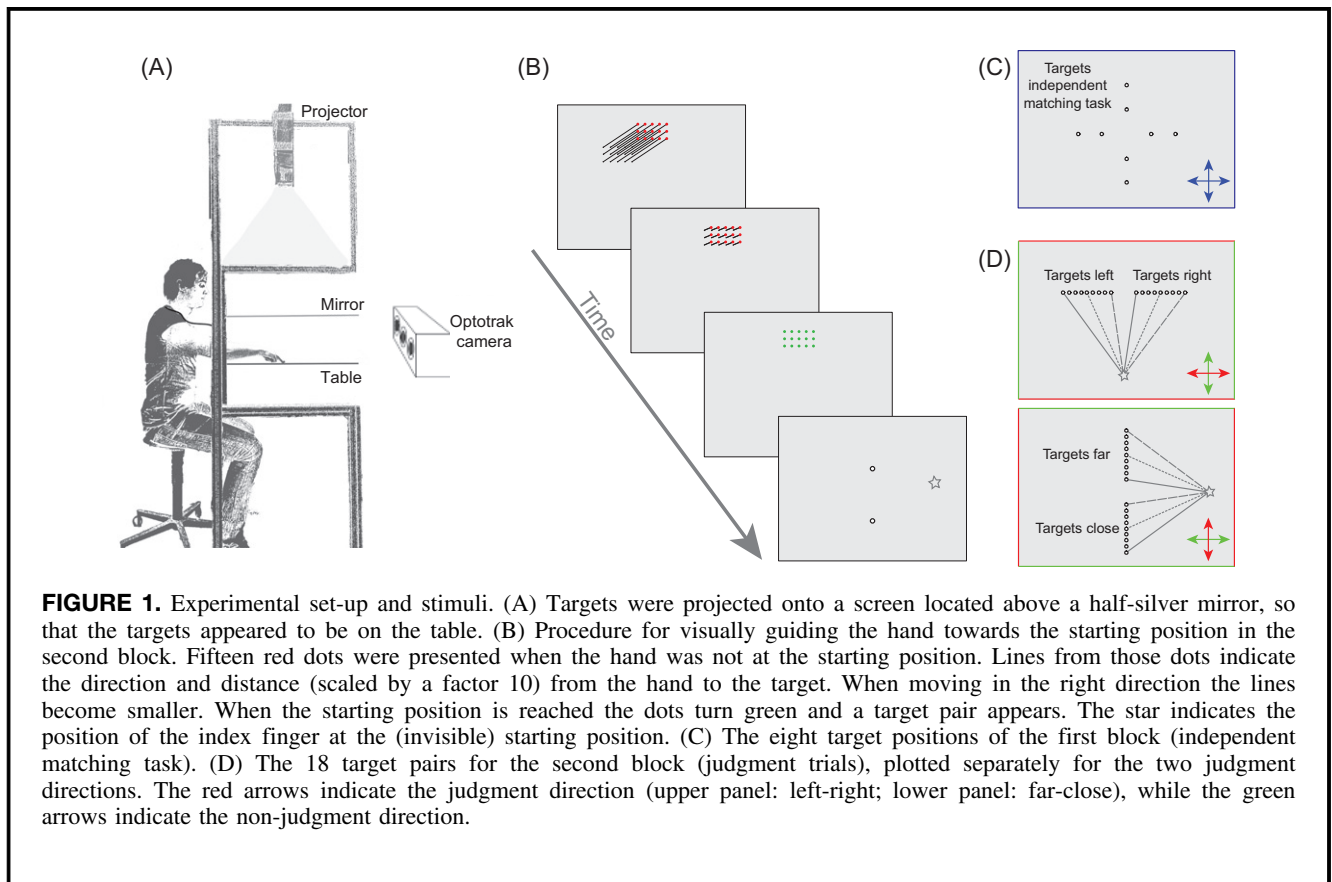 (A)
Projector
Mirror
Optotrak
camera
Table
(B)
Time
(C)
Targets
independent
matching task
(D)
Targets left
Targets right
Targets far
Targets close
FIGURE 1. Experimental set-up and stimuli. (A) Targets were projected onto a screen located above a half-silver mirror, so
that the targets appeared to be on the table. (B) Procedure for visually guiding the hand towards the starting position in the
second block. Fifteen red dots were presented when the hand was not at the starting position. Lines from those dots indicate
the direction and distance (scaled by a factor 10) from the hand to the target. When moving in the right direction the lines
become smaller. When the starting position is reached the dots turn green and a target pair appears. The star indicates the
position of the index finger at the (invisible) starting position. (C) The eight target positions of the first block (independent
matching task). (D) The 18 target pairs for the second block (judgment trials), plotted separately for the two judgment
directions. The red arrows indicate the judgment direction (upper panel: left-right; lower panel: far-close), while the green
arrows indicate the non-judgment direction.